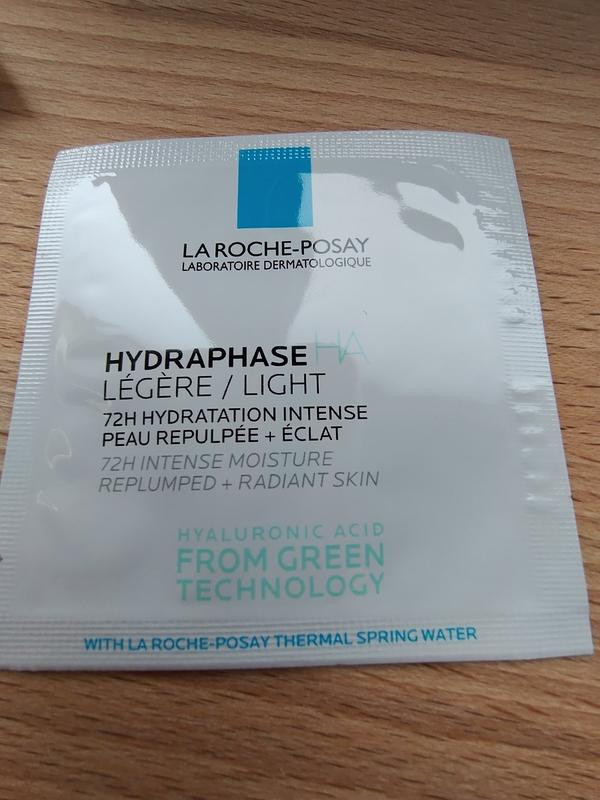 LA ROCHE-POSAY
LABORATOIRE DERMATOLOGIQUE
HYDRAPHASE HA
LÉGÈRE / LIGHT
72H HYDRATATION INTENSE
PEAU REPULPÉE + ÉCLAT
72H INTENSE MOISTURE
REPLUMPED + RADIANT SKIN
HYALURONIC ACID
FROM GREEN
TECHNOLOGY
WITH LA ROCHE-POSAY THERMAL SPRING WATER